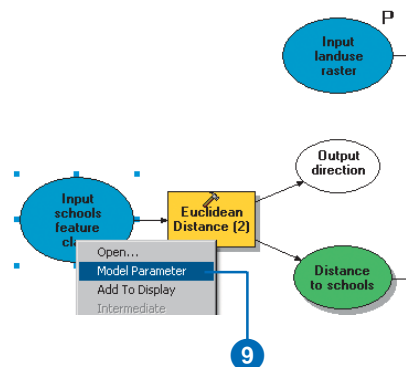 P
Input
landuse
raster
Output
direction
Input
schools
feature
Euclidean
Distance (2)
Distance
to schools
Open...
Model Parameter
Add To Display
Intermediate
9